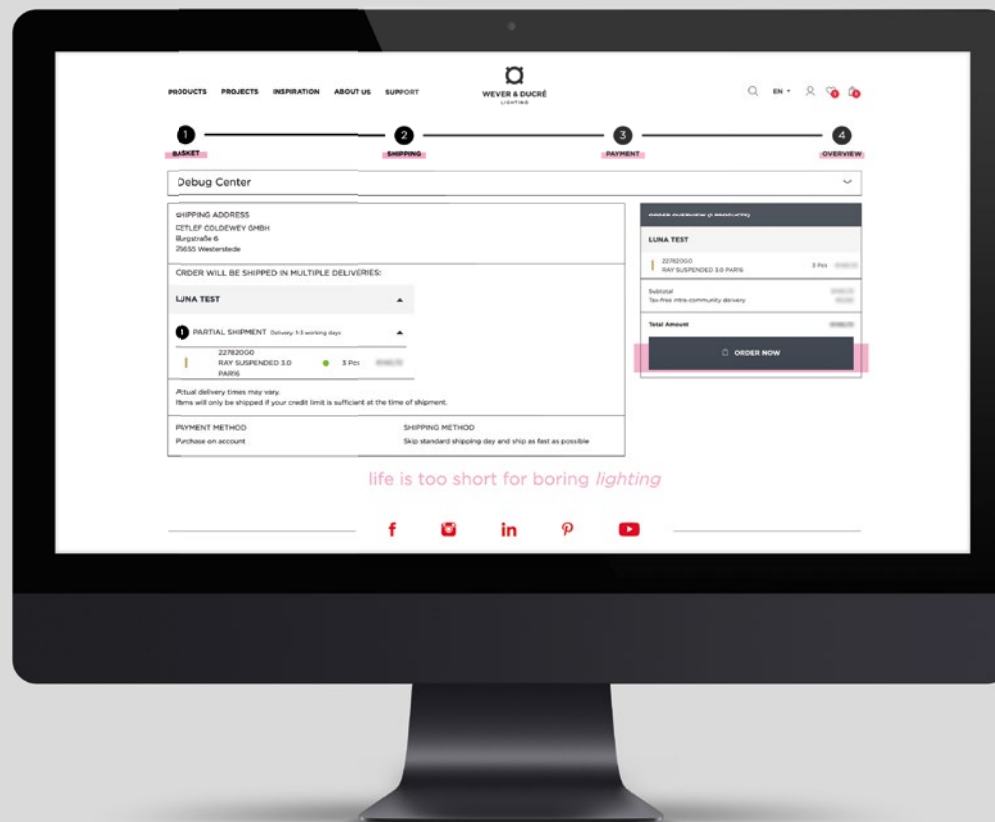 PRODUCTS PROJECTS INSPIRATION ABOUT US SUPPORT
WEVER & DUCRÉ
LIGHTING
EN
1 2 3 4
BASKET SHIPPING PAYMENT OVERVIEW
Debug Center
SHIPPING ADDRESS
COLDEWEY GMBH
Burgstraße 6
Westerstede
ORDER WILL BE SHIPPED IN MULTIPLE DELIVERIES:
LUNA TEST
1 PARTIAL SHIPMENT Delivery: 1-3 working days
227820G0
RAY SUSPENDED 3.0
PAR16
3 Pcs
Actual delivery times may vary.
Items will only be shipped if your credit limit is sufficient at the time of shipment.
PAYMENT METHOD
Purchase on account
SHIPPING METHOD
Skip standard shipping day and ship as fast as possible
ORDER OVERVIEW
LUNA TEST
227820G0
RAY SUSPENDED 3.0 PAR16
3 Pcs
Subtotal
Tax-free intra-community delivery
Total Amount
ORDER NOW
life is too short for boring lighting